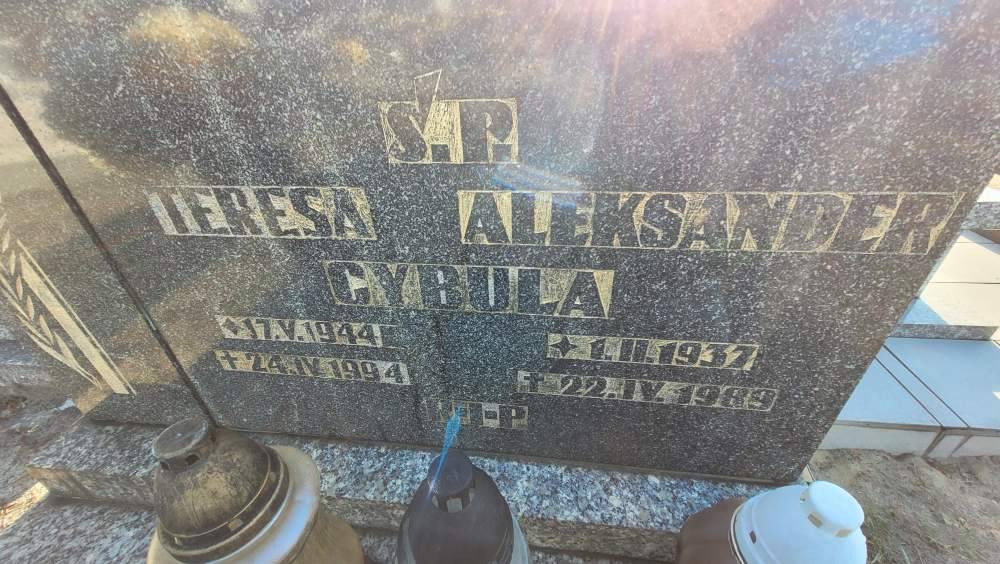 Ś.P.
TERESA ALEKSANDER
CYBULA
17.V.1944 1.II.1937
24.IV.1994 22.IV.1989